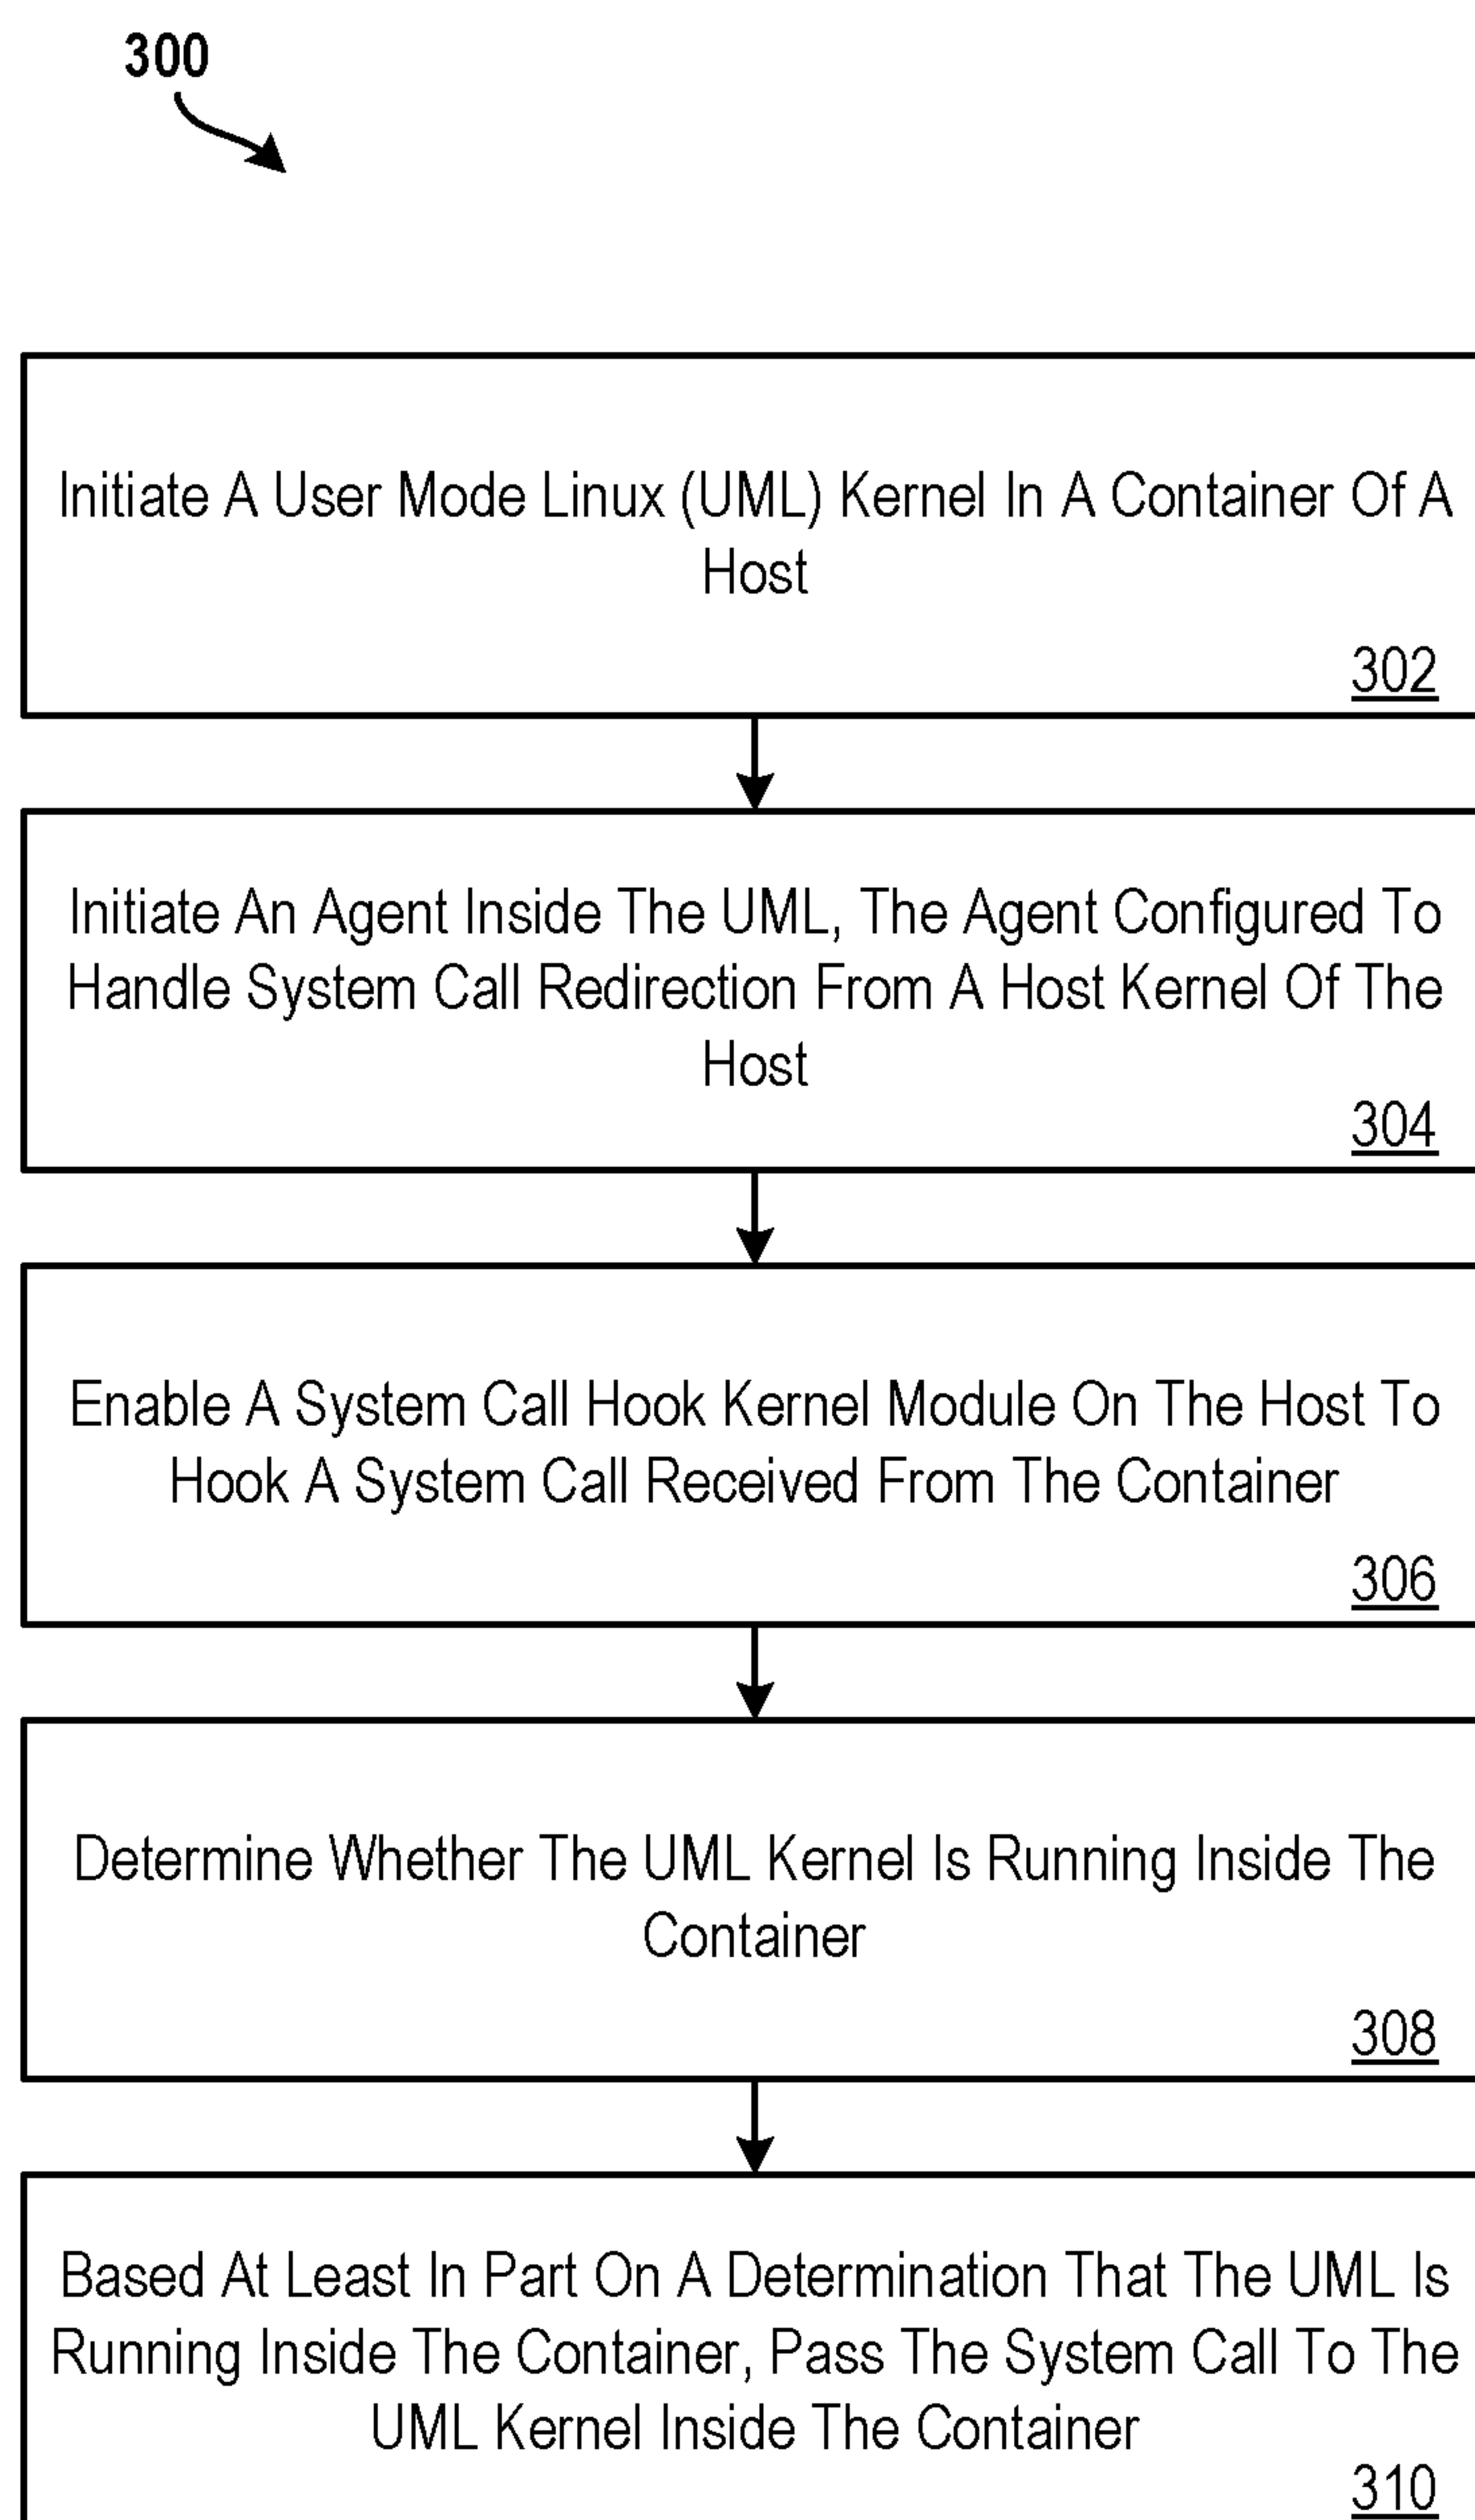 300
Initiate A User Mode Linux (UML) Kernel In A Container Of A
Host
302
Initiate An Agent Inside The UML, The Agent Configured To
Handle System Call Redirection From A Host Kernel Of The
Host
304
Enable A System Call Hook Kernel Module On The Host To
Hook A System Call Received From The Container
306
Determine Whether The UML Kernel Is Running Inside The
Container
308
Based At Least In Part On A Determination That The UML Is
Running Inside The Container, Pass The System Call To The
UML Kernel Inside The Container
310